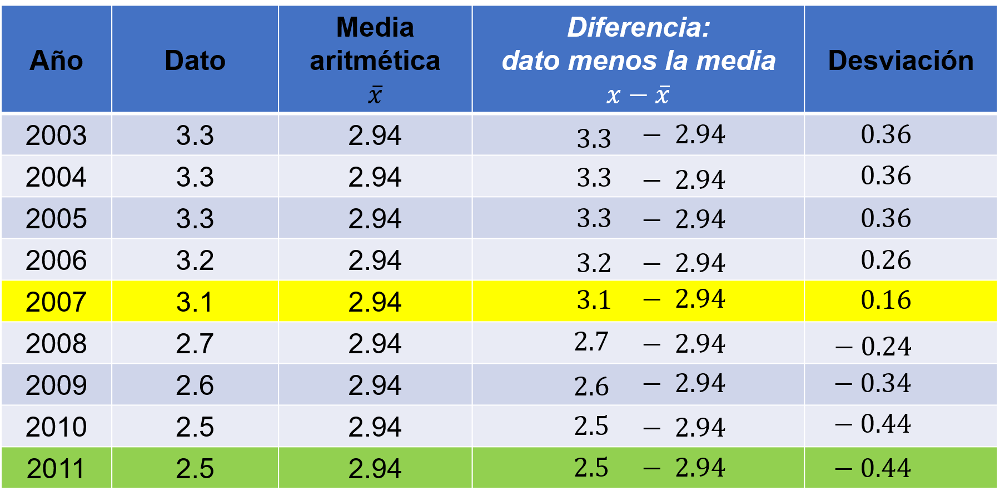 Año Dato Media aritmética x̄ Diferencia: dato menos la media x − x̄ Desviación
2003 3.3 2.94 3.3 − 2.94 0.36
2004 3.3 2.94 3.3 − 2.94 0.36
2005 3.3 2.94 3.3 − 2.94 0.36
2006 3.2 2.94 3.2 − 2.94 0.26
2007 3.1 2.94 3.1 − 2.94 0.16
2008 2.7 2.94 2.7 − 2.94 − 0.24
2009 2.6 2.94 2.6 − 2.94 − 0.34
2010 2.5 2.94 2.5 − 2.94 − 0.44
2011 2.5 2.94 2.5 − 2.94 − 0.44